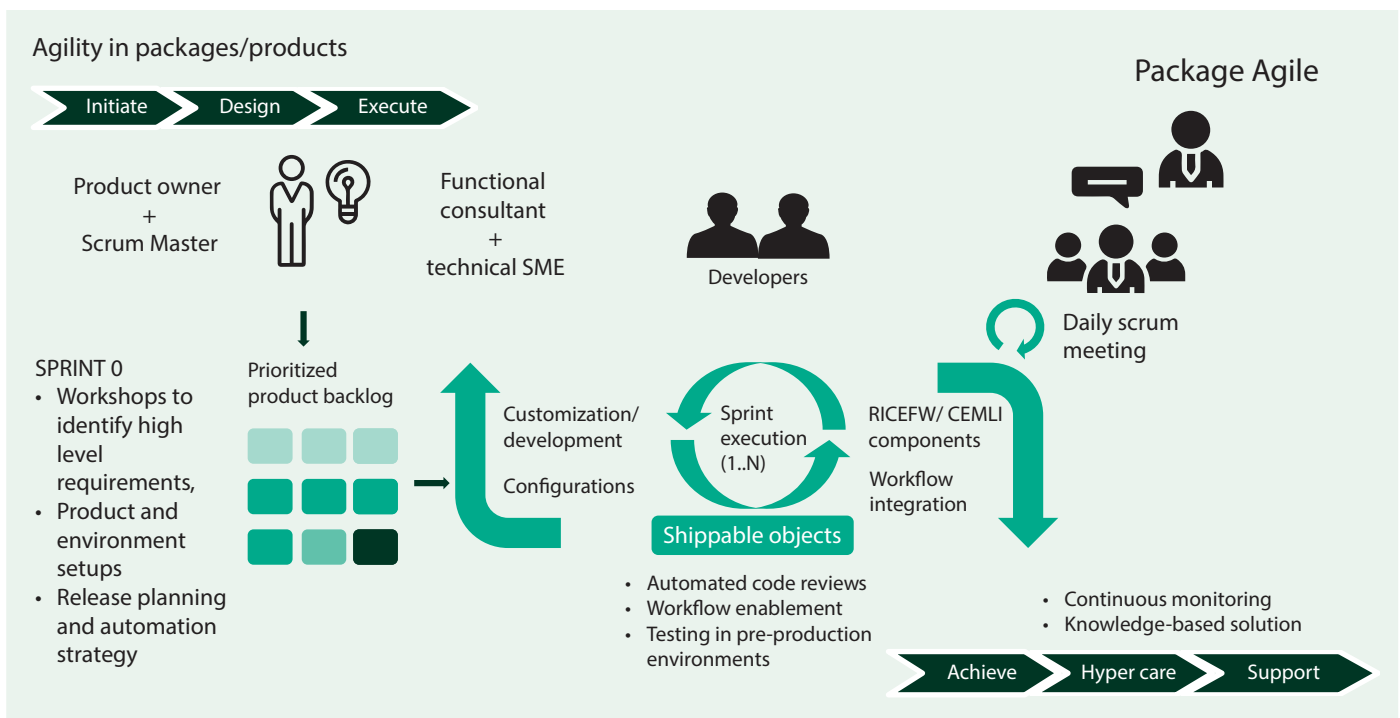 Agility in packages/products
Package Agile
Initiate
Design
Execute
Product owner
+
Scrum Master
Functional
consultant
+
technical SME
Developers
Daily scrum
meeting
SPRINT 0
• Workshops to
identify high
level
requirements,
• Product and
environment
setups
• Release planning
and automation
strategy
Prioritized
product backlog
Customization/
development
Configurations
Sprint
execution
(1..N)
RICEFW/ CEMLI
components
Workflow
integration
Shippable objects
• Automated code reviews
• Workflow enablement
• Testing in pre-production
environments
• Continuous monitoring
• Knowledge-based solution
Achieve
Hyper care
Support